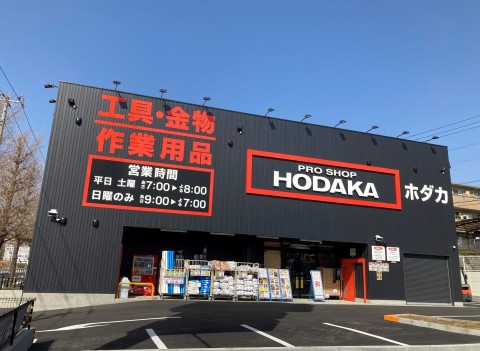 工具・金物
作業用品
営業時間
平日 土曜 AM7:00▶PM8:00
日曜のみ AM9:00▶PM7:00
PRO SHOP
HODAKA
ホダカ